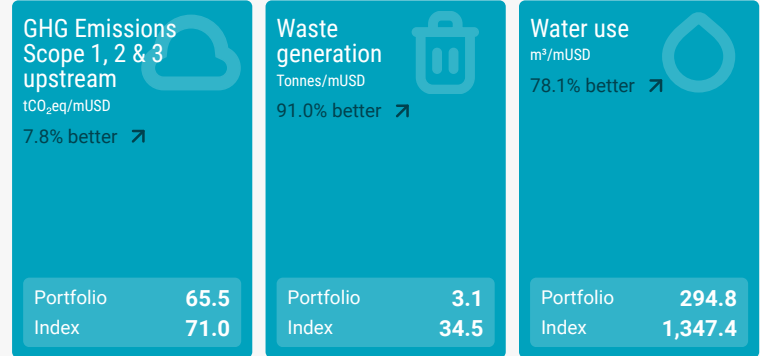 GHG Emissions
Scope 1, 2 & 3
upstream
tCO₂eq/mUSD
7.8% better
Portfolio 65.5
Index 71.0
Waste
generation
Tonnes/mUSD
91.0% better
Portfolio 3.1
Index 34.5
Water use
m³/mUSD
78.1% better
Portfolio 294.8
Index 1,347.4